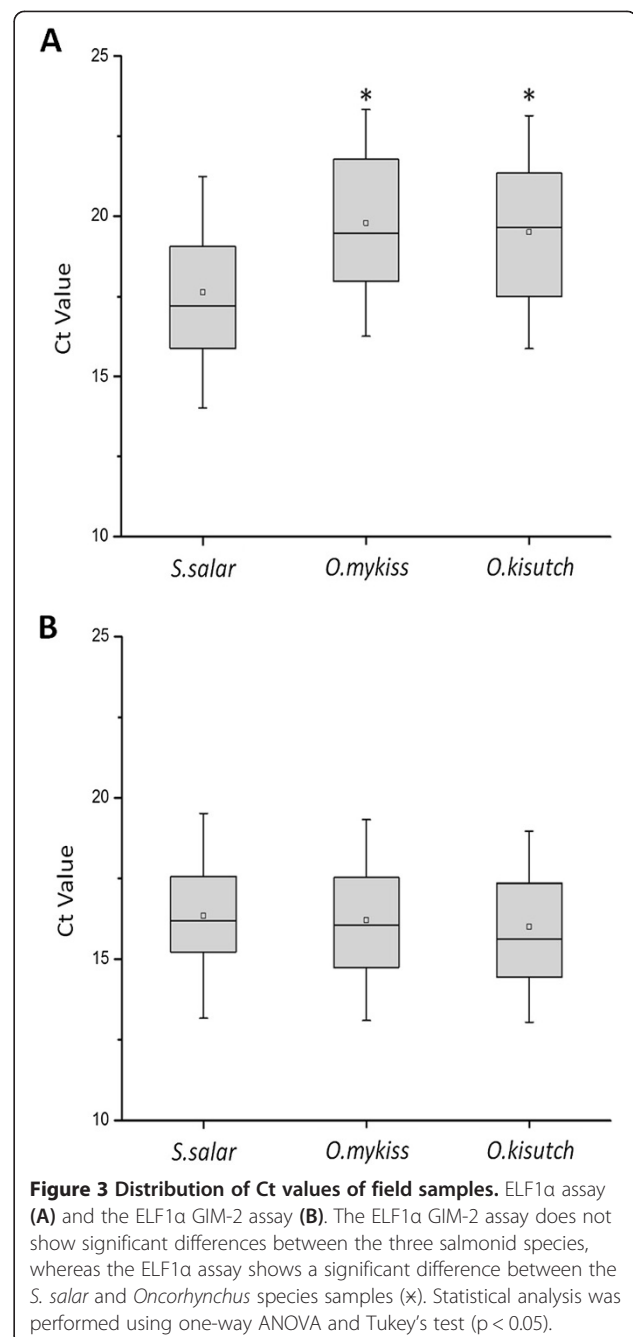 A
25
*
*
20
15
10
Ct Value
S.salar O.mykiss O.kisutch
B
25
20
15
10
Ct Value
S.salar O.mykiss O.kisutch
Figure 3 Distribution of Ct values of field samples. ELF1α assay
(A) and the ELF1α GIM-2 assay (B). The ELF1α GIM-2 assay does not
show significant differences between the three salmonid species,
whereas the ELF1α assay shows a significant difference between the
S. salar and Oncorhynchus species samples (∗). Statistical analysis was
performed using one-way ANOVA and Tukey’s test (p < 0.05).